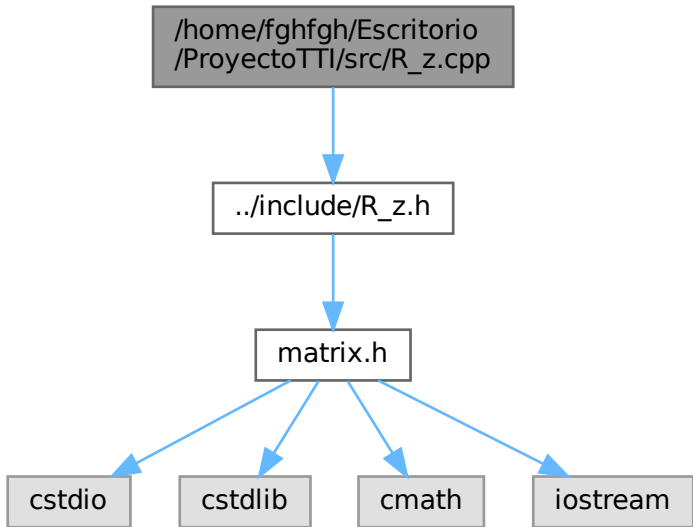 /home/fghfgh/Escritorio
/ProyectoTTI/src/R_z.cpp
../include/R_z.h
matrix.h
cstdio
cstdlib
cmath
iostream